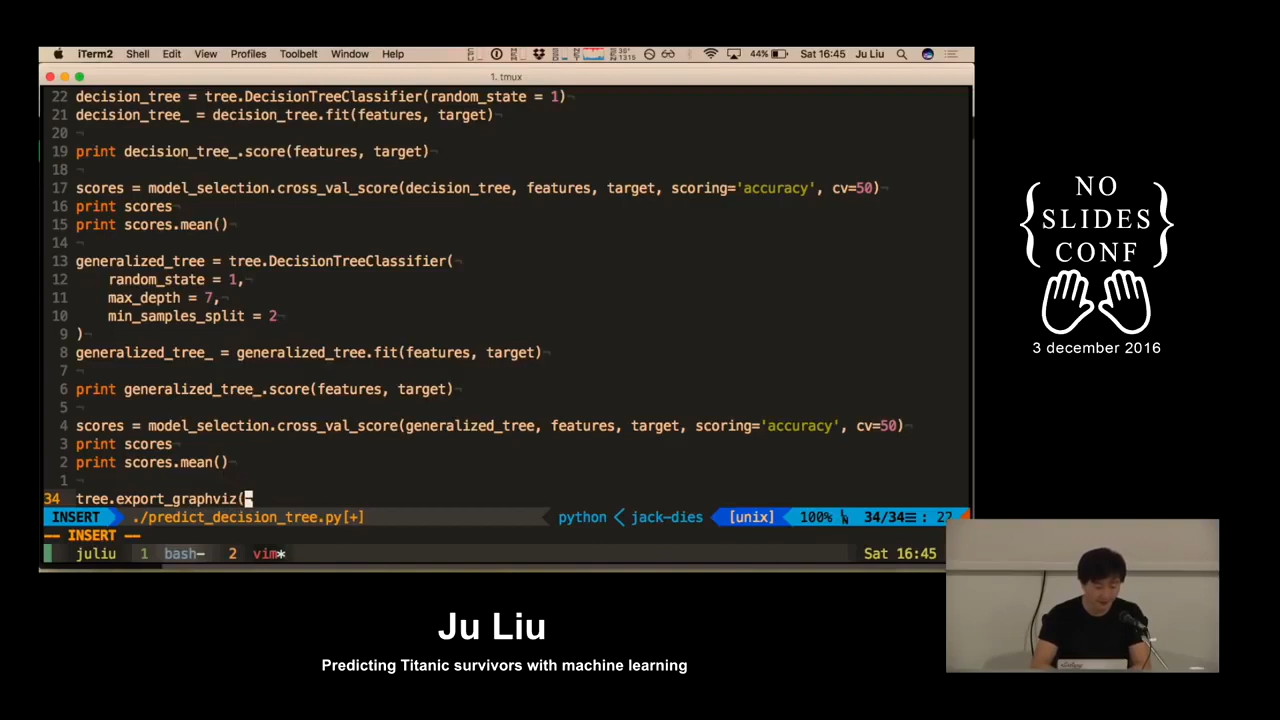 iTerm2 Shell Edit View Profiles Toolbelt Window Help 44% Sat 16:45 Ju Liu
1. tmux
22 decision_tree = tree.DecisionTreeClassifier(random_state = 1)¬
21 decision_tree_ = decision_tree.fit(features, target)¬
20 ¬
19 print decision_tree_.score(features, target)¬
18 ¬
17 scores = model_selection.cross_val_score(decision_tree, features, target, scoring='accuracy', cv=50)¬
16 print scores¬
15 print scores.mean()¬
14 ¬
13 generalized_tree = tree.DecisionTreeClassifier(¬
12 random_state = 1,¬
11 max_depth = 7,¬
10 min_samples_split = 2¬
9 )¬
8 generalized_tree_ = generalized_tree.fit(features, target)¬
7 ¬
6 print generalized_tree_.score(features, target)¬
5 ¬
4 scores = model_selection.cross_val_score(generalized_tree, features, target, scoring='accuracy', cv=50)¬
3 print scores¬
2 print scores.mean()¬
1 ¬
34 tree.export_graphviz(
INSERT ./predict_decision_tree.py[+] python < jack-dies [unix] 100% 34/34 : 22
-- INSERT --
juliu 1 bash- 2 vim* Sat 16:45
NO
SLIDES
CONF
3 december 2016
Ju Liu
Predicting Titanic survivors with machine learning